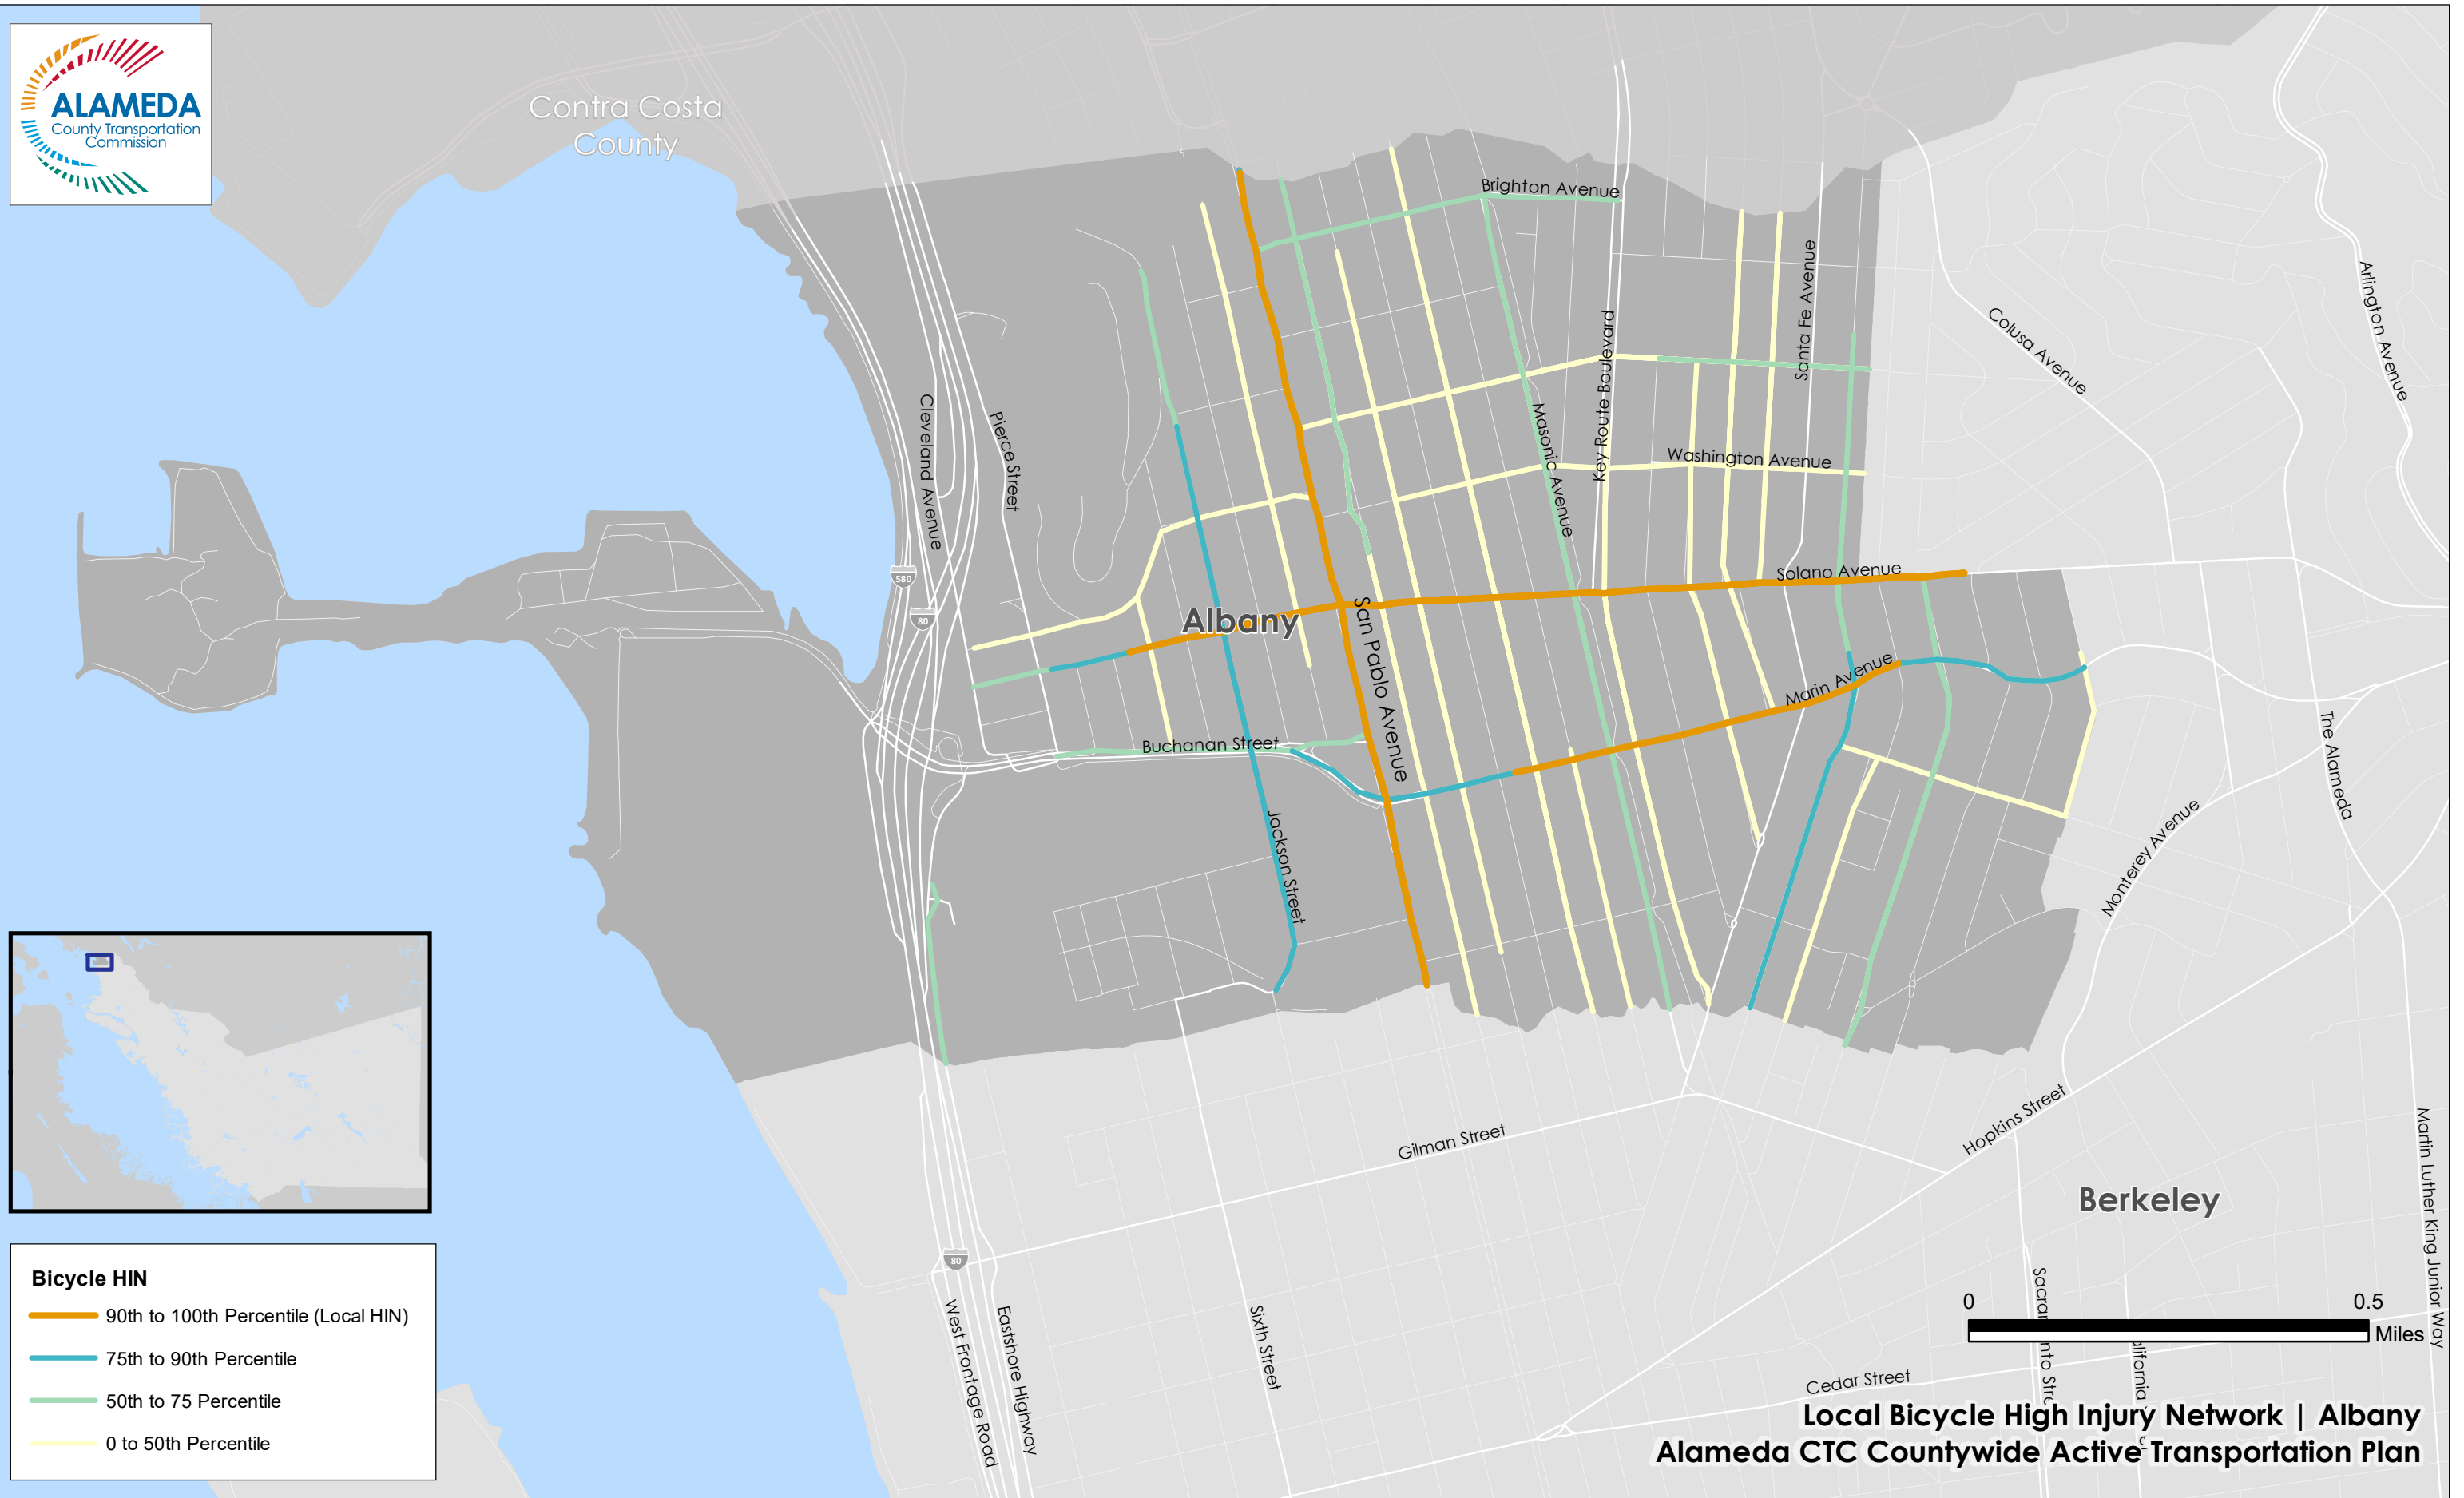 ALAMEDA
County Transportation
Commission
Contra Costa
County
Brighton Avenue
Arlington Avenue
Colusa Avenue
Santa Fe Avenue
Key Route Boulevard
Masonic Avenue
Cleveland Avenue
Pierce Street
Washington Avenue
580
80
Solano Avenue
Albany
San Pablo Avenue
Marin Avenue
Buchanan Street
The Alameda
Jackson Street
Monterey Avenue
Gilman Street
Hopkins Street
Martin Luther King Junior Way
Berkeley
80
West Frontage Road
Eastshore Highway
Sixth Street
Cedar Street
Bicycle HIN
90th to 100th Percentile (Local HIN)
75th to 90th Percentile
50th to 75 Percentile
0 to 50th Percentile
0
0.5
Miles
Local Bicycle High Injury Network | Albany
Alameda CTC Countywide Active Transportation Plan